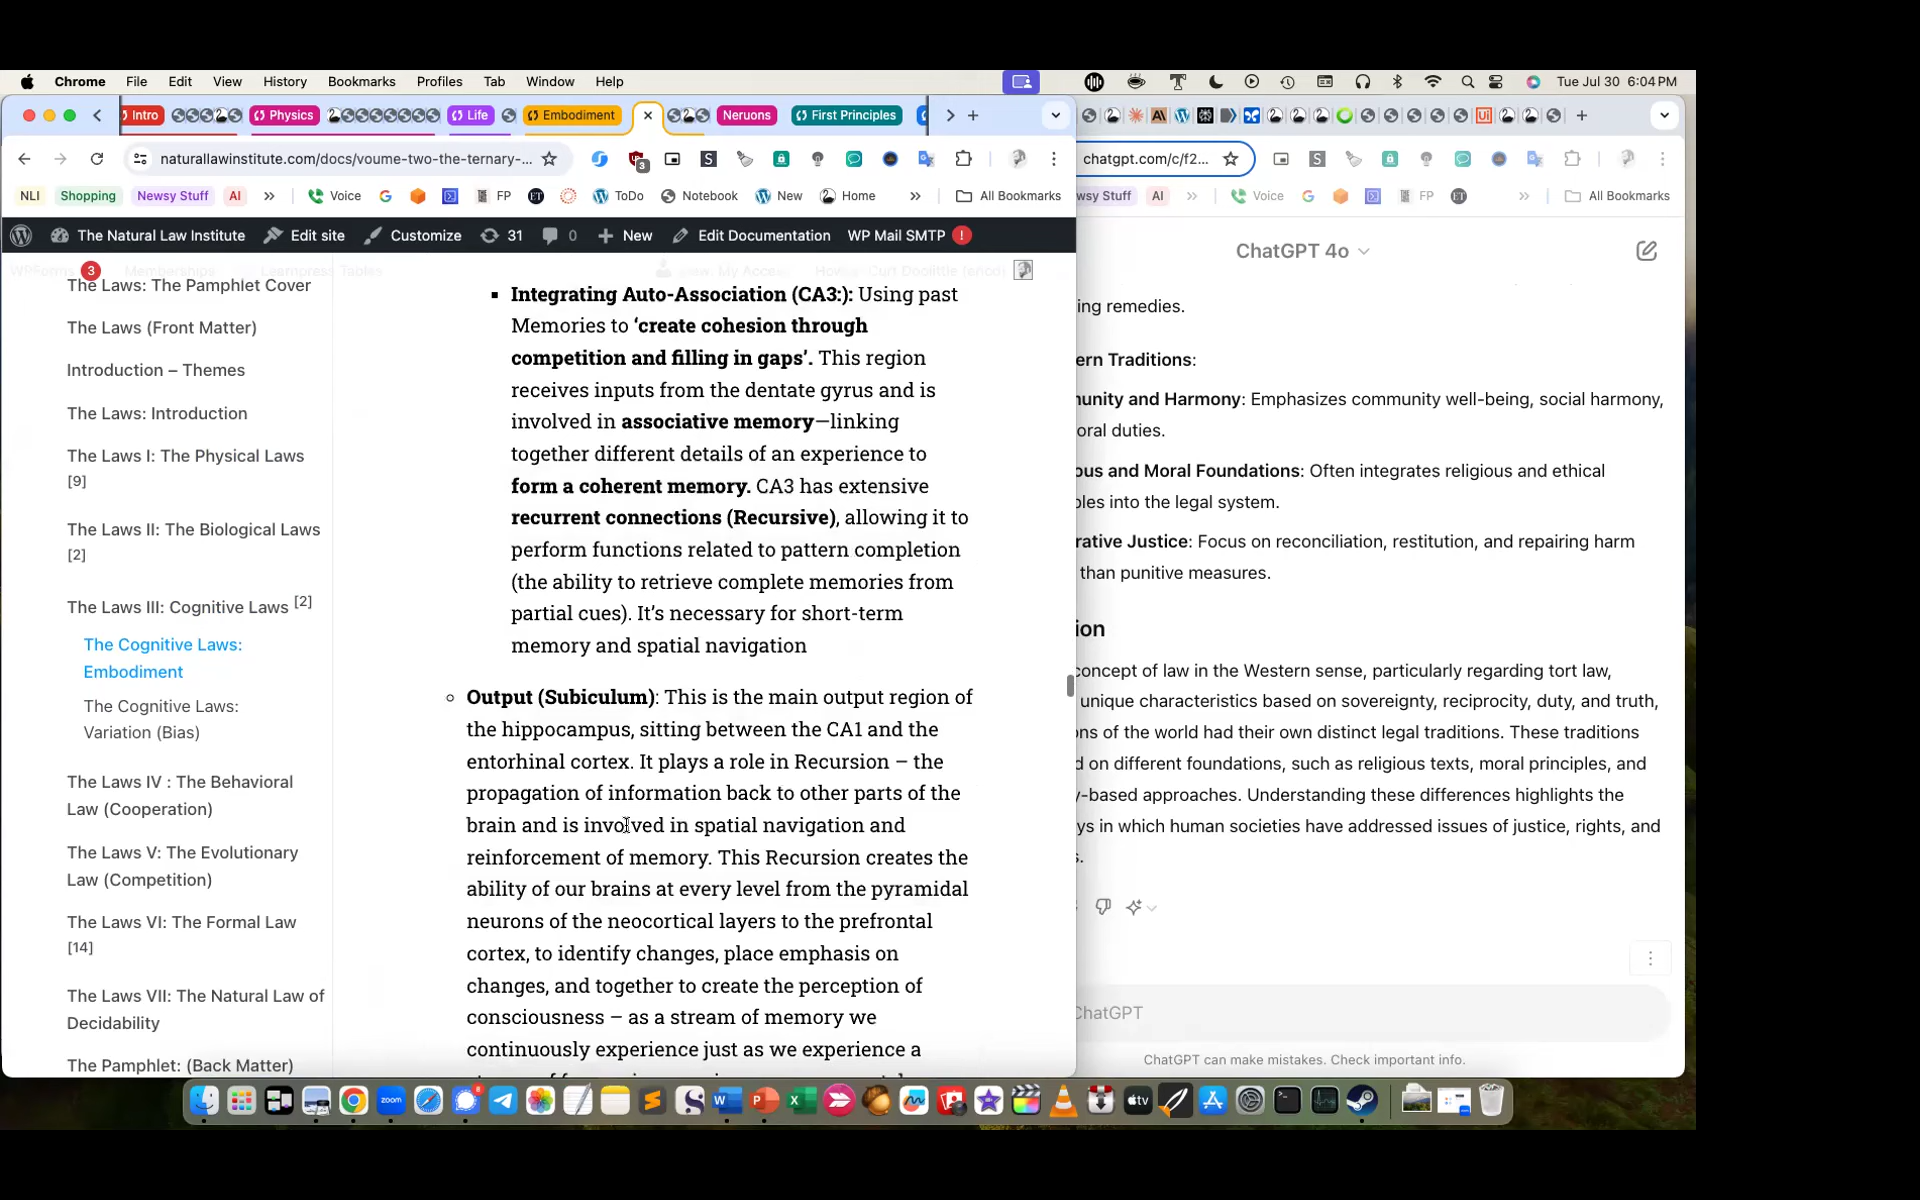 Chrome File Edit View History Bookmarks Profiles Tab Window Help Tue Jul 30 6:04 PM
Intro Physics Life Embodiment Neruons First Principles
naturallawinstitute.com/docs/voume-two-the-ternary-...
3
NLI Shopping Newsy Stuff AI Voice FP ToDo Notebook New Home All Bookmarks
The Natural Law Institute Edit site Customize 31 0 New Edit Documentation WP Mail SMTP !
WPForms 3 Memberships Learnpress Tables
The Laws: The Pamphlet Cover
The Laws (Front Matter)
Introduction – Themes
The Laws: Introduction
The Laws I: The Physical Laws
[9]
The Laws II: The Biological Laws
[2]
The Laws III: Cognitive Laws [2]
The Cognitive Laws:
Embodiment
The Cognitive Laws:
Variation (Bias)
The Laws IV : The Behavioral
Law (Cooperation)
The Laws V: The Evolutionary
Law (Competition)
The Laws VI: The Formal Law
[14]
The Laws VII: The Natural Law of
Decidability
The Pamphlet: (Back Matter)
Integrating Auto-Association (CA3:): Using past
Memories to ‘create cohesion through
competition and filling in gaps’. This region
receives inputs from the dentate gyrus and is
involved in associative memory—linking
together different details of an experience to
form a coherent memory. CA3 has extensive
recurrent connections (Recursive), allowing it to
perform functions related to pattern completion
(the ability to retrieve complete memories from
partial cues). It’s necessary for short-term
memory and spatial navigation
Output (Subiculum): This is the main output region of
the hippocampus, sitting between the CA1 and the
entorhinal cortex. It plays a role in Recursion – the
propagation of information back to other parts of the
brain and is involved in spatial navigation and
reinforcement of memory. This Recursion creates the
ability of our brains at every level from the pyramidal
neurons of the neocortical layers to the prefrontal
cortex, to identify changes, place emphasis on
changes, and together to create the perception of
consciousness – as a stream of memory we
continuously experience just as we experience a
chatgpt.com/c/f2...
wsy Stuff AI Voice FP All Bookmarks
ChatGPT 4o
ing remedies.
ern Traditions:
unity and Harmony: Emphasizes community well-being, social harmony,
oral duties.
ous and Moral Foundations: Often integrates religious and ethical
ples into the legal system.
rative Justice: Focus on reconciliation, restitution, and repairing harm
than punitive measures.
ion
concept of law in the Western sense, particularly regarding tort law,
unique characteristics based on sovereignty, reciprocity, duty, and truth,
ons of the world had their own distinct legal traditions. These traditions
d on different foundations, such as religious texts, moral principles, and
y-based approaches. Understanding these differences highlights the
ys in which human societies have addressed issues of justice, rights, and
s.
ChatGPT
ChatGPT can make mistakes. Check important info.
zoom tv